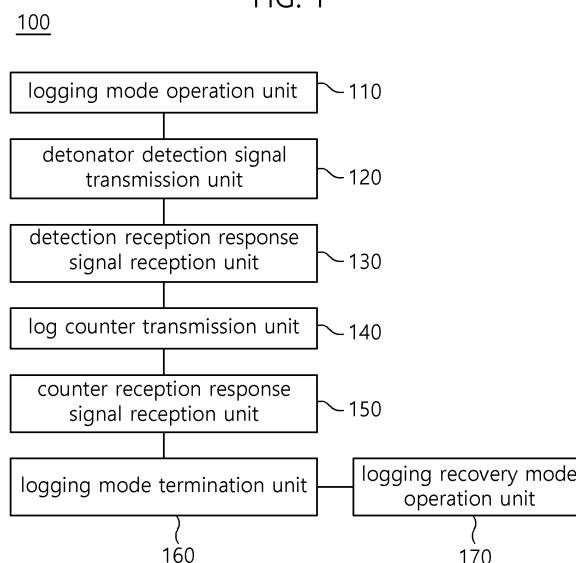 FIG. 1
100
logging mode operation unit
110
detonator detection signal
transmission unit
120
detection reception response
signal reception unit
130
log counter transmission unit
140
counter reception response
signal reception unit
150
logging mode termination unit
logging recovery mode
operation unit
160
170